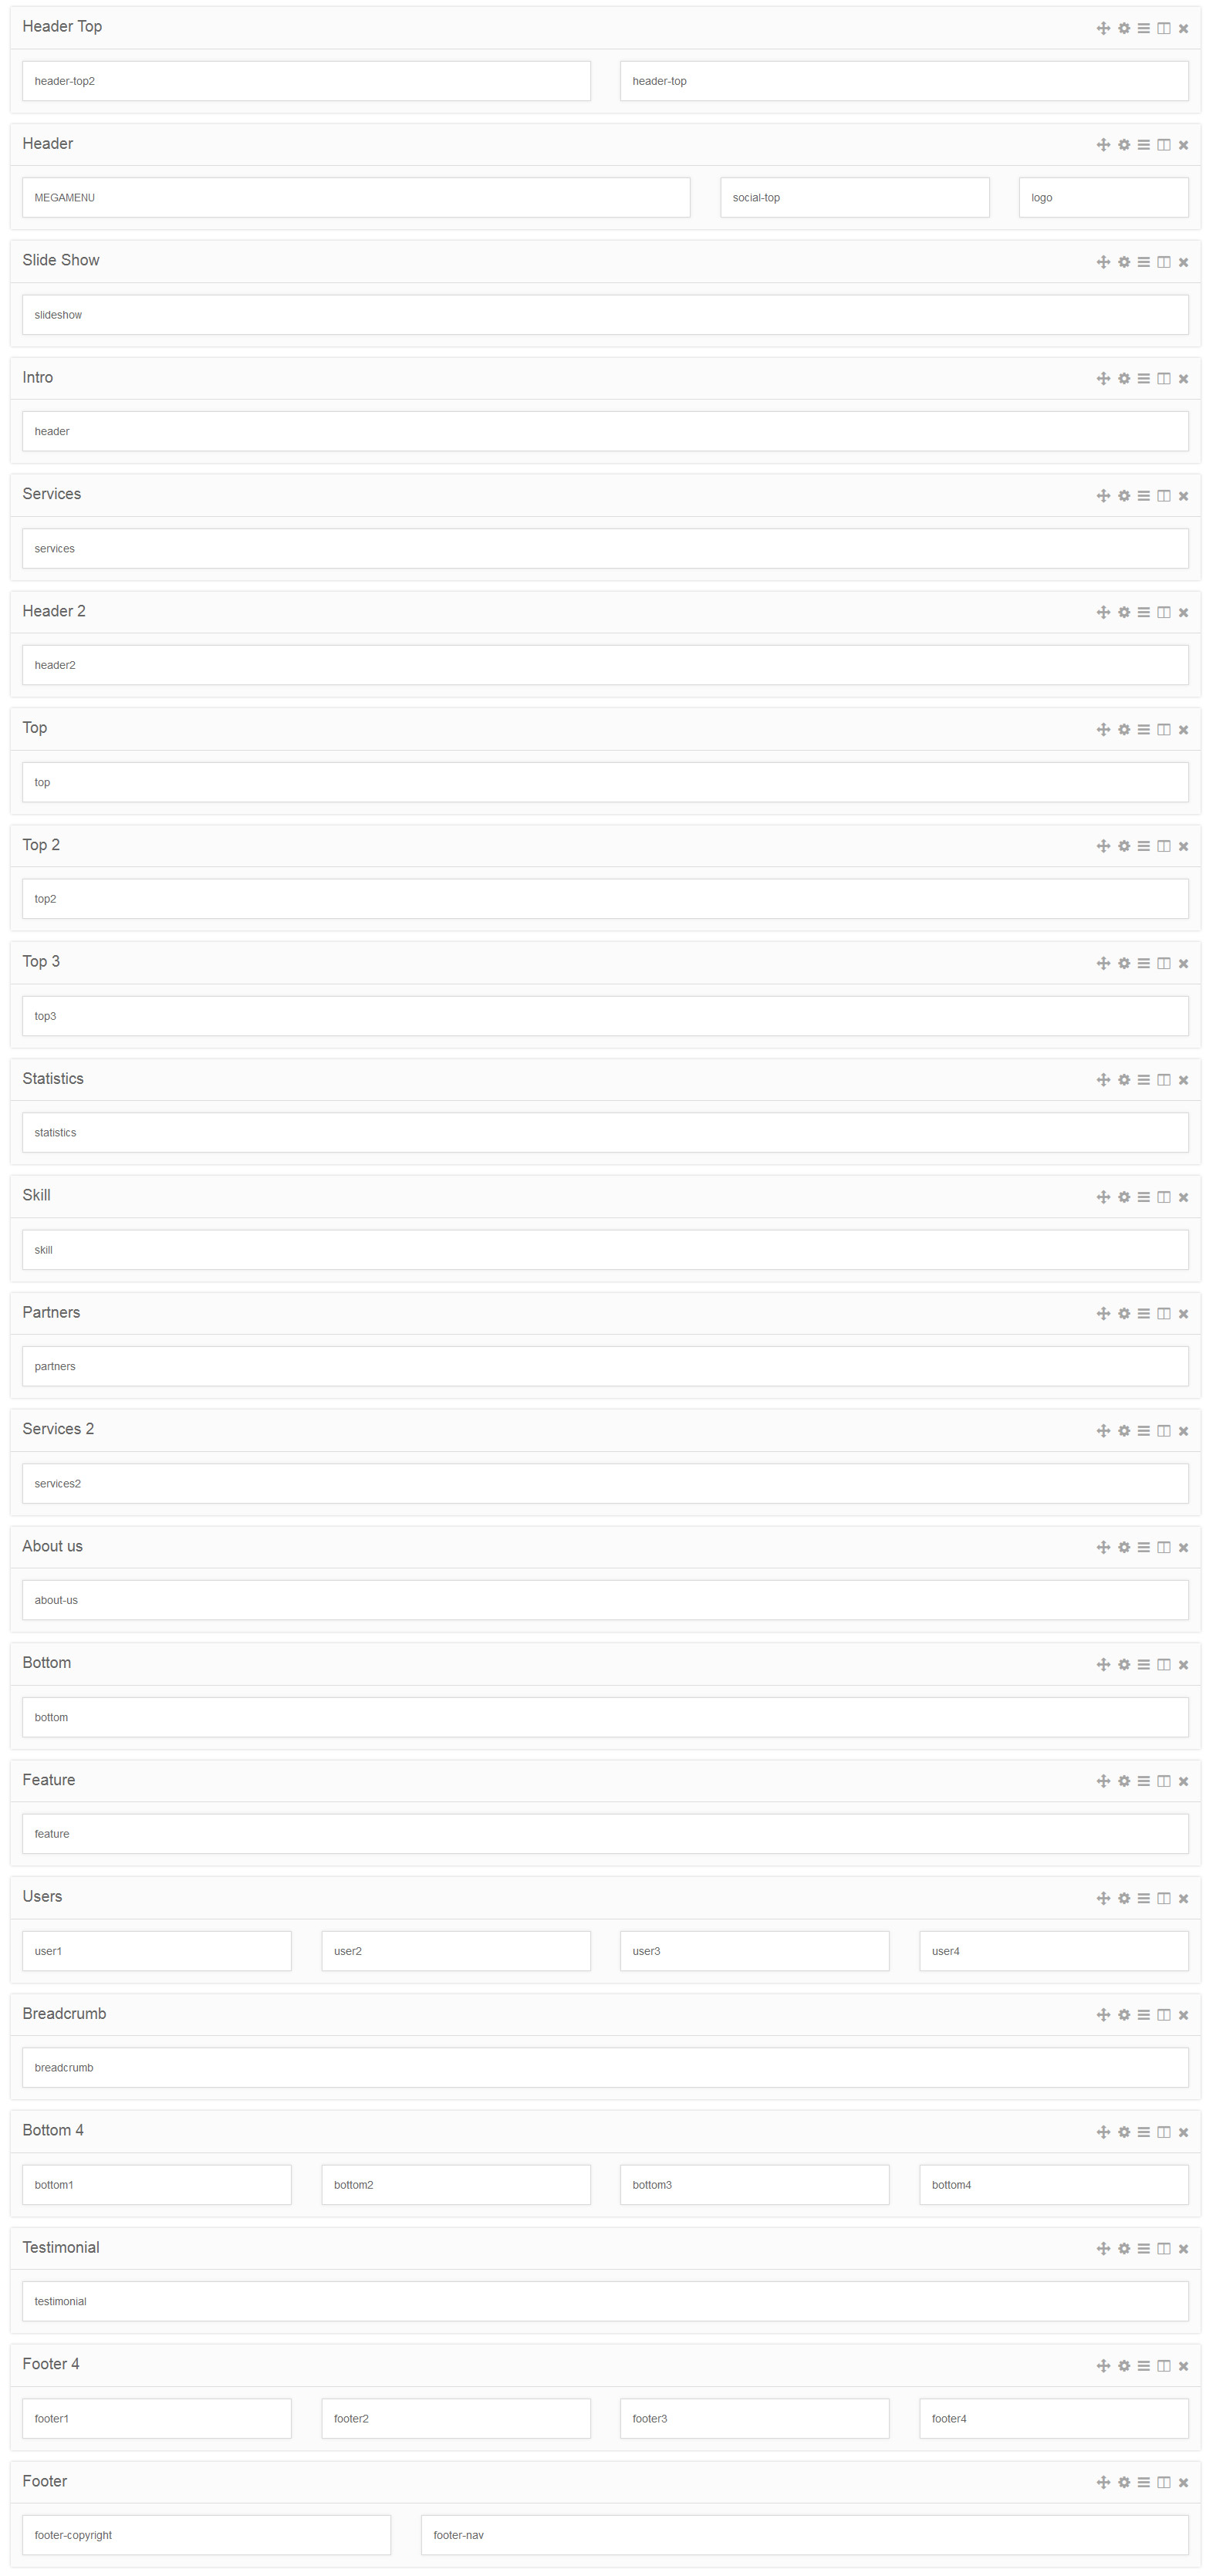 Header Top
header-top2 header-top
Header
MEGAMENU social-top logo
Slide Show
slideshow
Intro
header
Services
services
Header 2
header2
Top
top
Top 2
top2
Top 3
top3
Statistics
statistics
Skill
skill
Partners
partners
Services 2
services2
About us
about-us
Bottom
bottom
Feature
feature
Users
user1 user2 user3 user4
Breadcrumb
breadcrumb
Bottom 4
bottom1 bottom2 bottom3 bottom4
Testimonial
testimonial
Footer 4
footer1 footer2 footer3 footer4
Footer
footer-copyright footer-nav